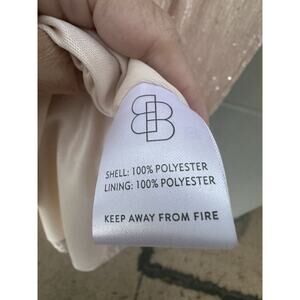 SHELL: 100% POLYESTER
LINING: 100% POLYESTER
KEEP AWAY FROM FIRE